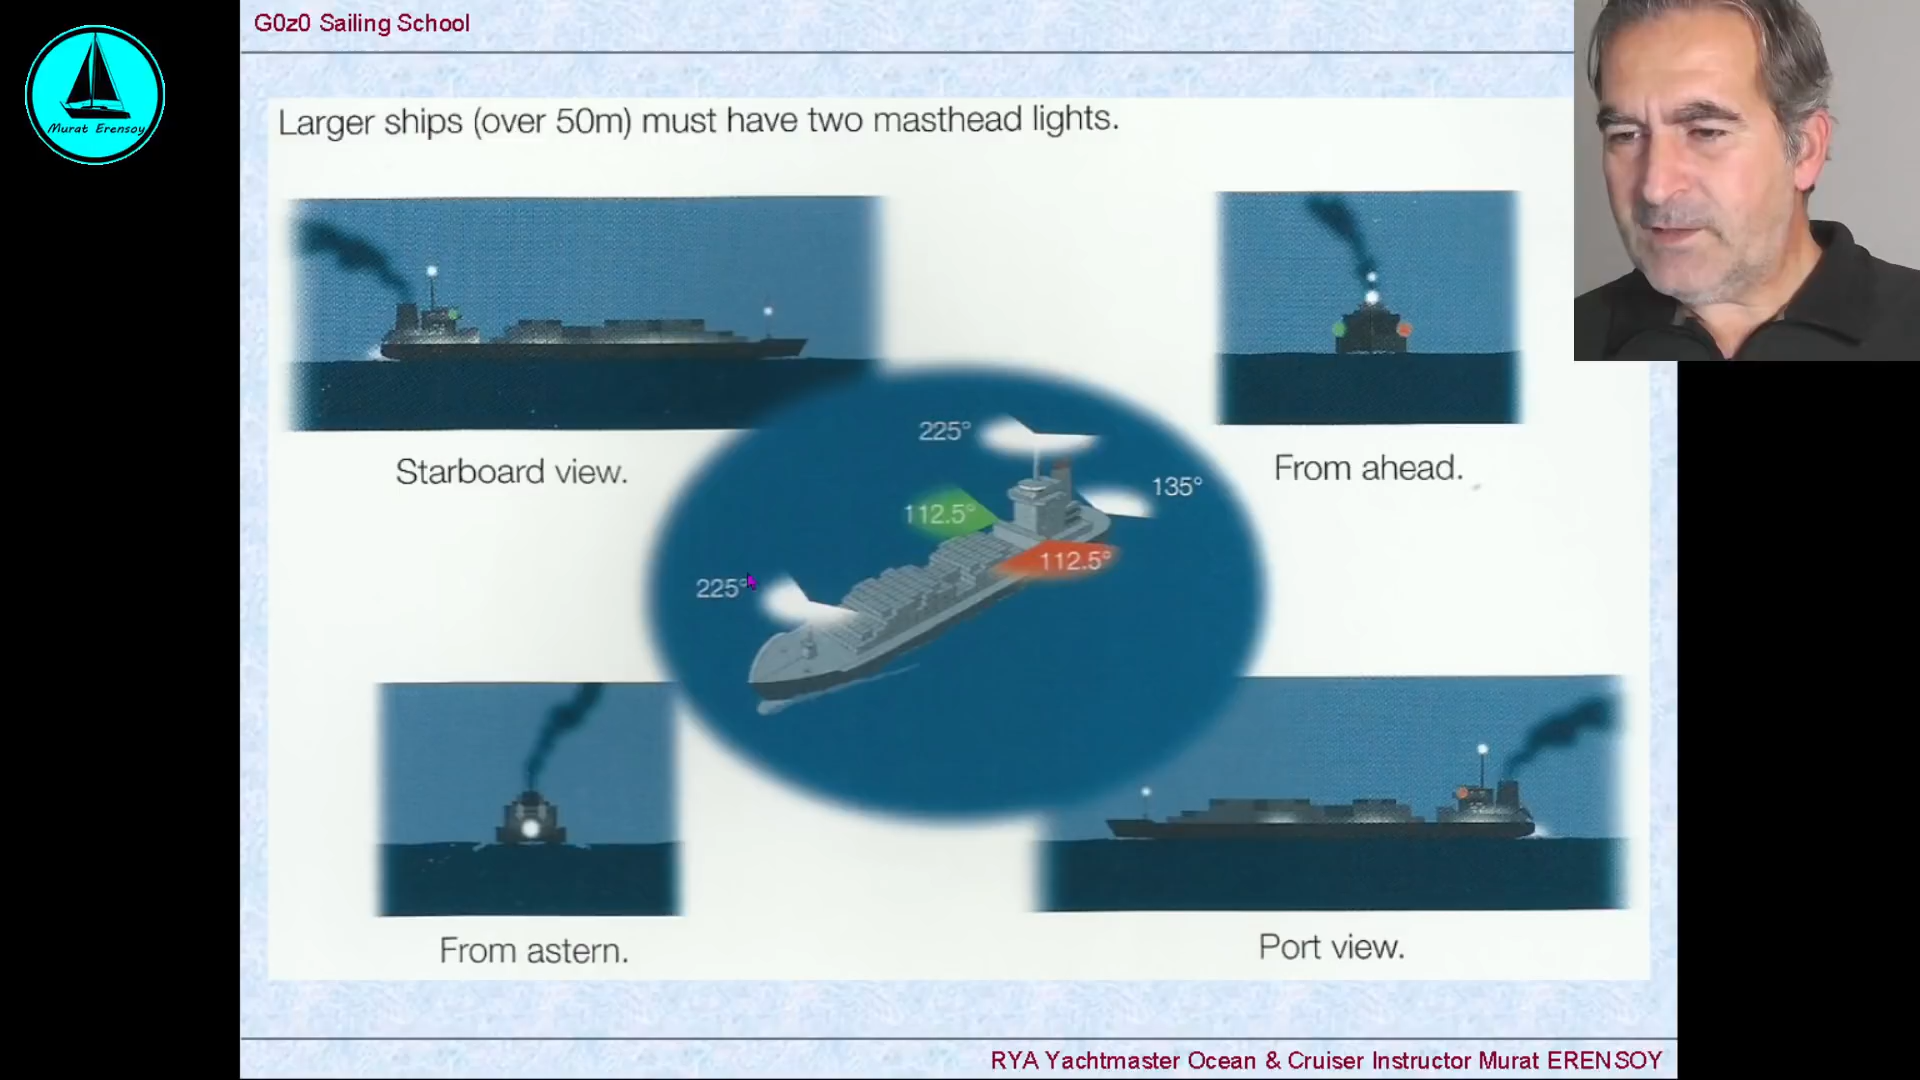 G0z0 Sailing School
Murat Erensoy
Larger ships (over 50m) must have two masthead lights.
Starboard view.
From ahead.
225°
135°
112.5°
112.5°
225°
From astern.
Port view.
RYA Yachtmaster Ocean & Cruiser Instructor Murat ERENSOY